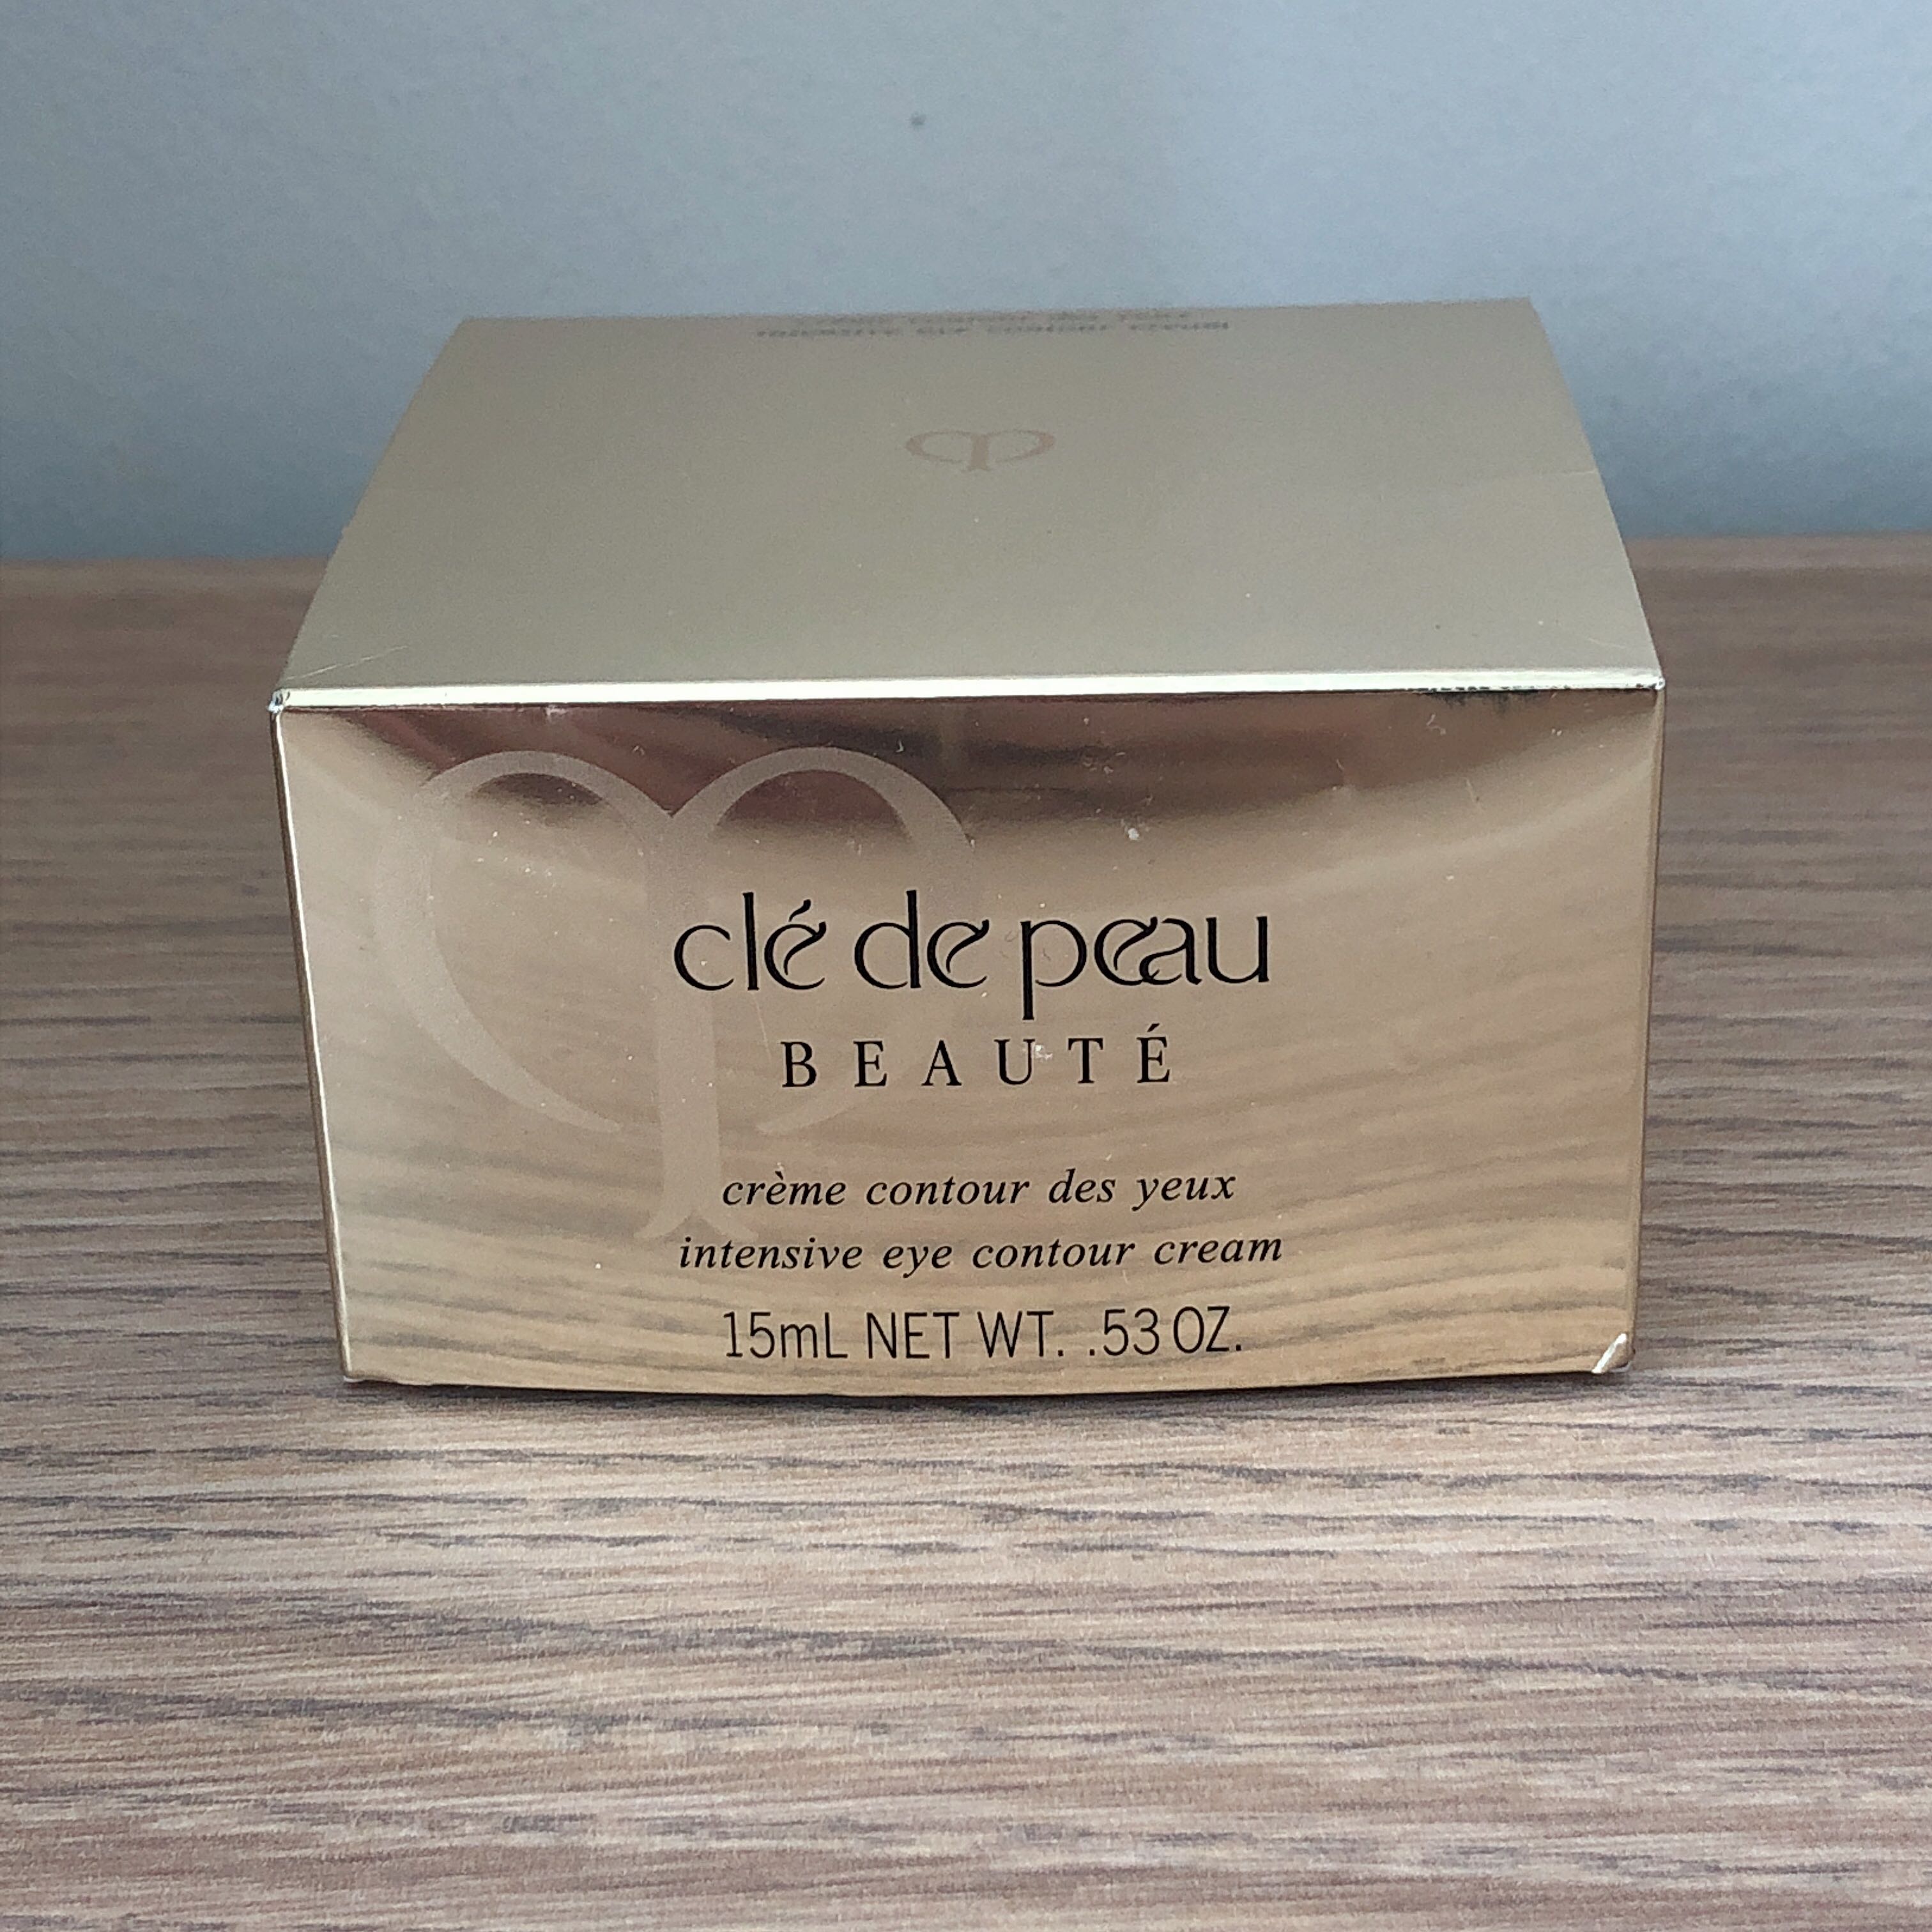 clé de peau
BEAUTÉ
crème contour des yeux
intensive eye contour cream
15mL NET WT. .53 OZ.